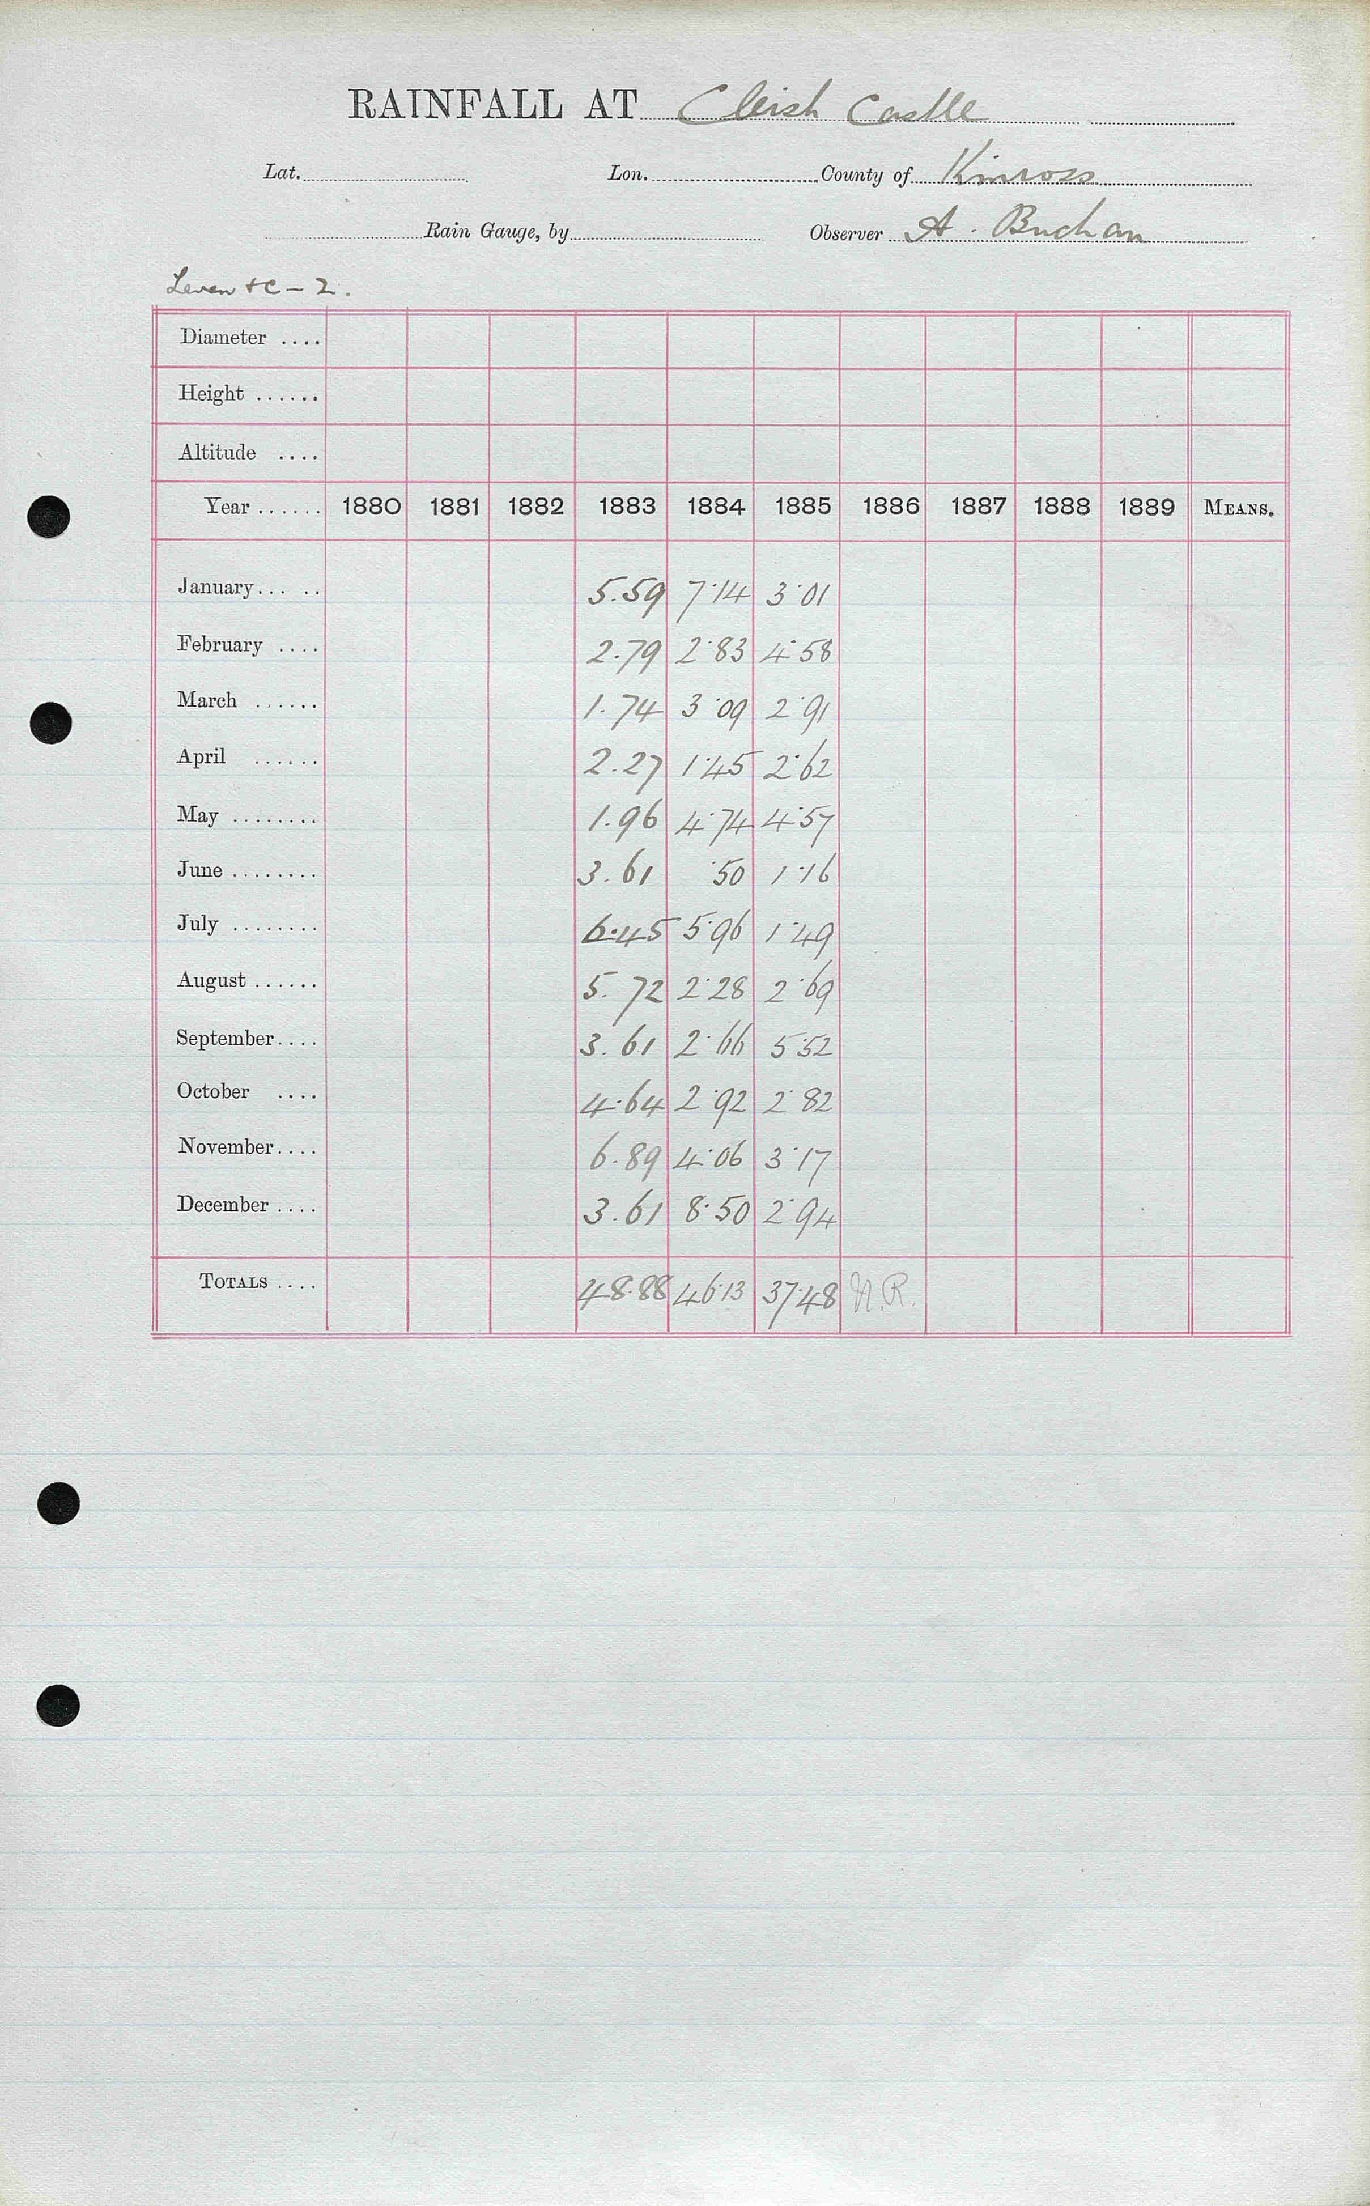 RAINFALL AT Cleish Castle
Lat. Lon. County of Kinross
Rain Gauge, by Observer A. Buchan
Leven &C - 2.
Diameter ....
Height ......
Altitude ....
Year ...... 1880 1881 1882 1883 1884 1885 1886 1887 1888 1889 MEANS.
January... .. 5.59 7·14 3·01
February .... 2.79 2·83 4·58
March ...... 1.74 3·09 2·91
April ...... 2.27 1·45 2·62
May ........ 1.96 4·74 4·57
June ........ 3.61 ·50 1·16
July ........ 6.45 5·96 1·49
August ...... 5.72 2·28 2·69
September.... 3.61 2·66 5·52
October .... 4.64 2·92 2·82
November.... 6.89 4·06 3·17
December .... 3.61 8·50 2·94
TOTALS .... 48.88 46·13 37·48 N.R.